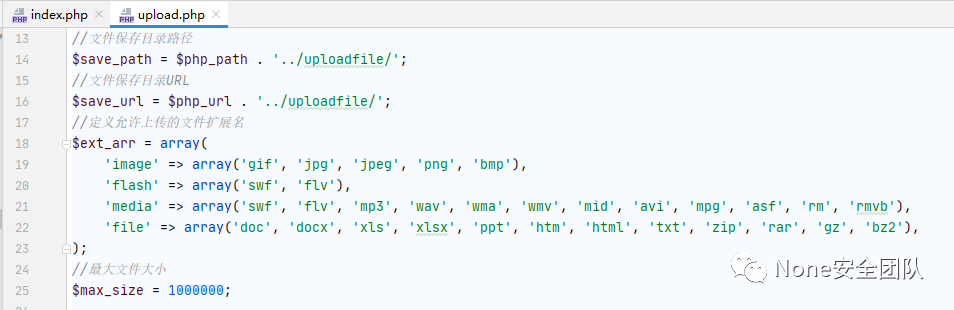 index.php upload.php
13 //文件保存目录路径
14 $save_path = $php_path . '../uploadfile/';
15 //文件保存目录URL
16 $save_url = $php_url . '../uploadfile/';
17 //定义允许上传的文件扩展名
18 $ext_arr = array(
19 'image' => array('gif', 'jpg', 'jpeg', 'png', 'bmp'),
20 'flash' => array('swf', 'flv'),
21 'media' => array('swf', 'flv', 'mp3', 'wav', 'wma', 'wmv', 'mid', 'avi', 'mpg', 'asf', 'rm', 'rmvb'),
22 'file' => array('doc', 'docx', 'xls', 'xlsx', 'ppt', 'htm', 'html', 'txt', 'zip', 'rar', 'gz', 'bz2'),
23 );
24 //最大文件大小
25 $max_size = 1000000;
None安全团队